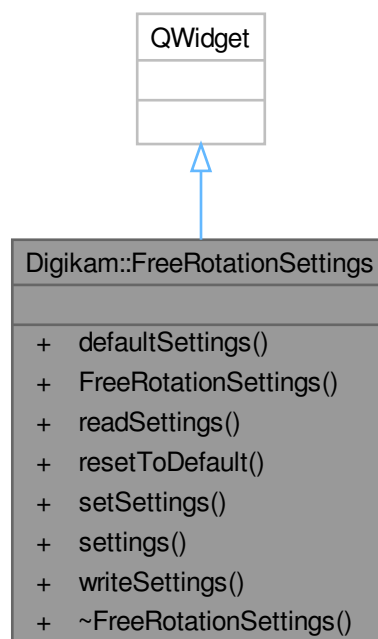 QWidget
Digikam::FreeRotationSettings
+ defaultSettings()
+ FreeRotationSettings()
+ readSettings()
+ resetToDefault()
+ setSettings()
+ settings()
+ writeSettings()
+ ~FreeRotationSettings()